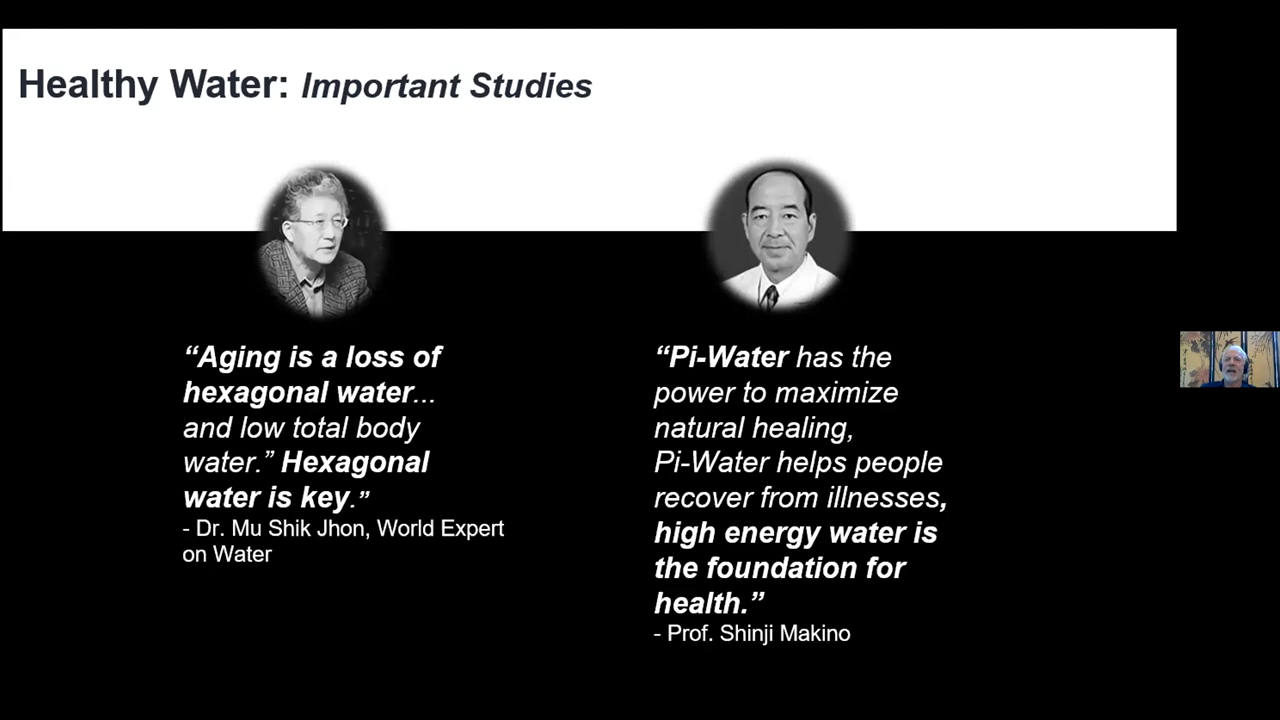 Healthy Water: Important Studies
“Aging is a loss of
hexagonal water...
and low total body
water.” Hexagonal
water is key.”
- Dr. Mu Shik Jhon, World Expert
on Water
“Pi-Water has the
power to maximize
natural healing,
Pi-Water helps people
recover from illnesses,
high energy water is
the foundation for
health.”
- Prof. Shinji Makino